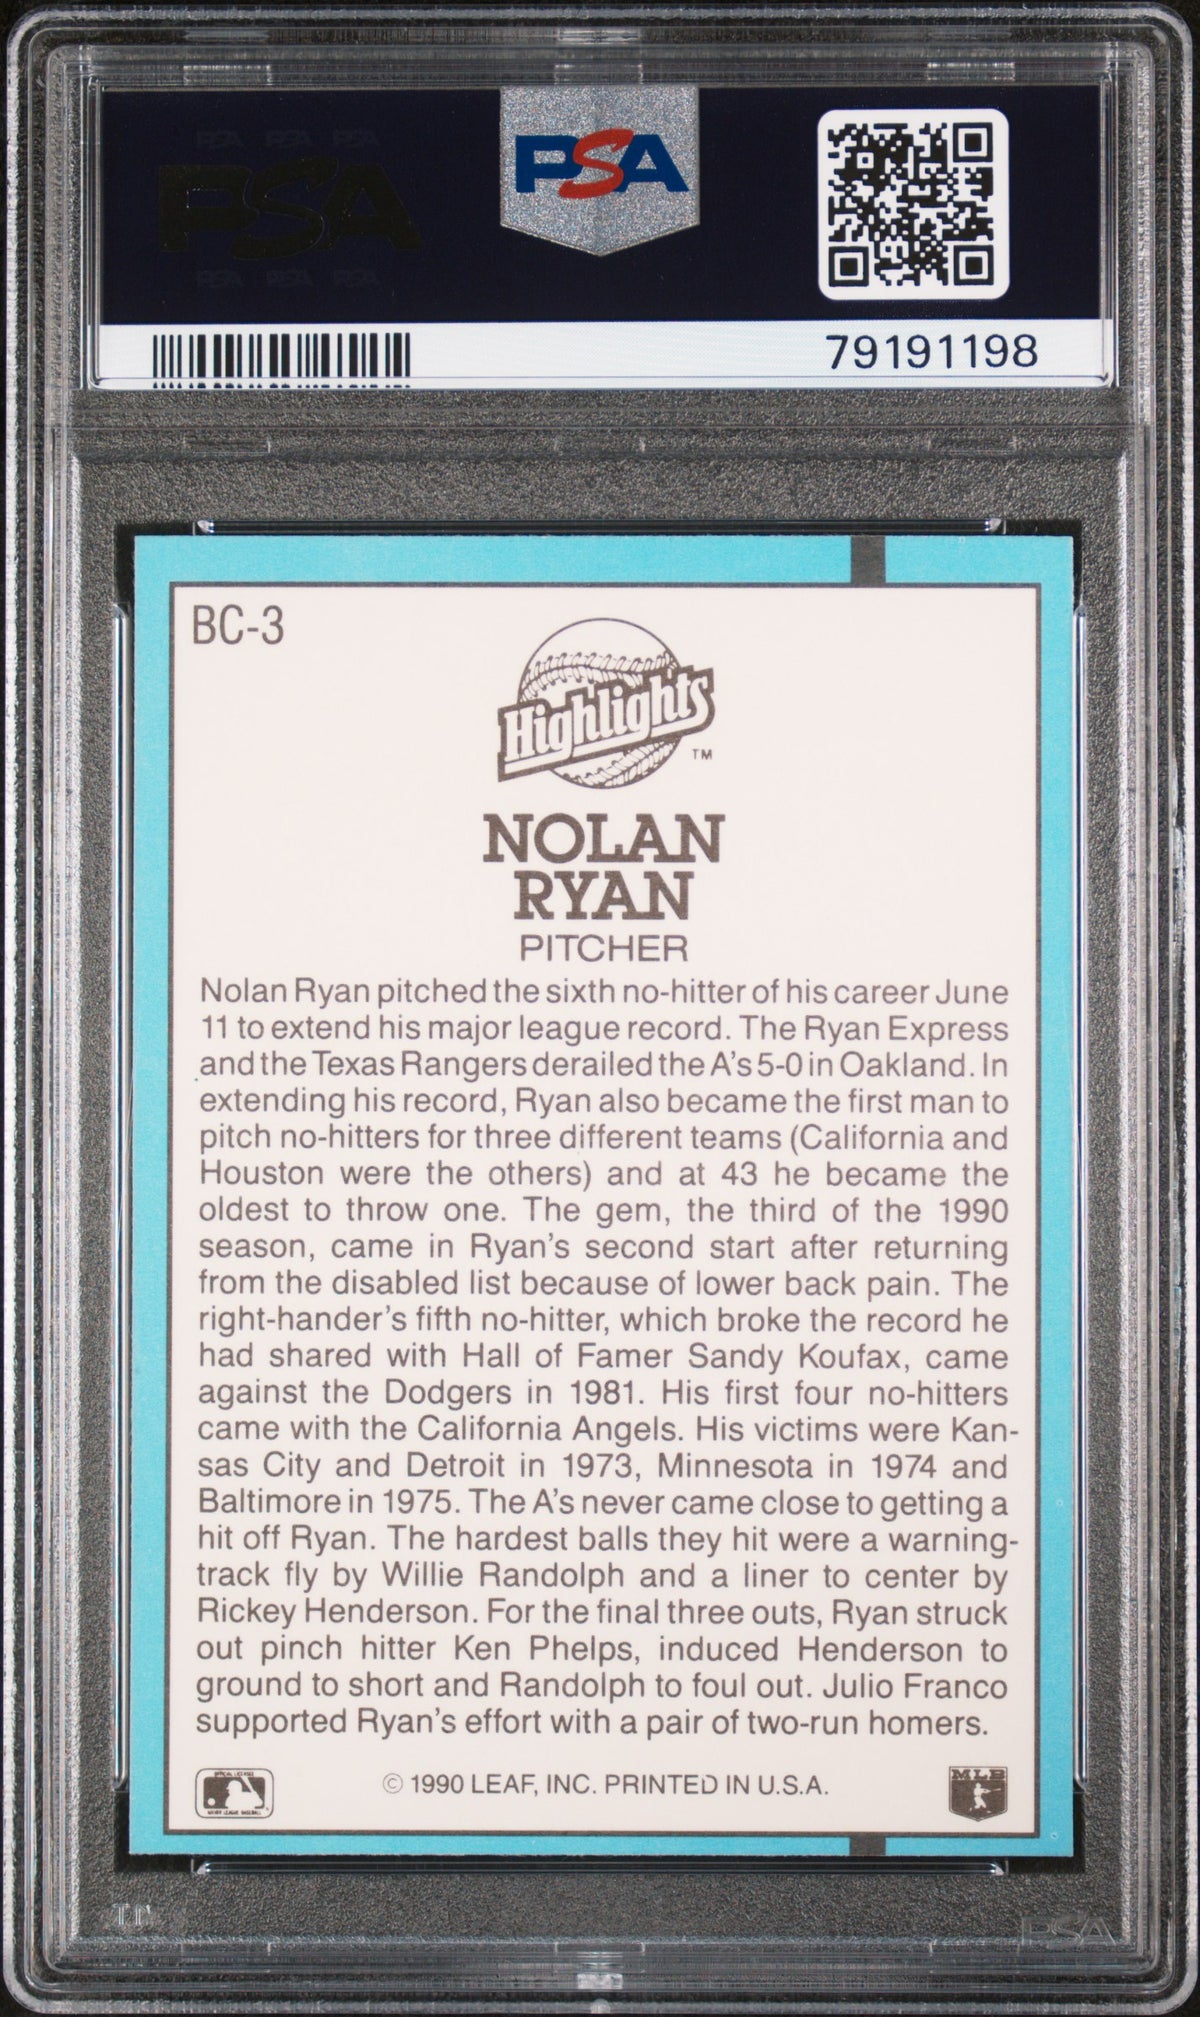 PSA PSA PSA
PSA
PSA PSA PSA
PSA
79191198
BC-3
Highlights
TM
NOLAN
RYAN
PITCHER
Nolan Ryan pitched the sixth no-hitter of his career June
11 to extend his major league record. The Ryan Express
and the Texas Rangers derailed the A's 5-0 in Oakland. In
extending his record, Ryan also became the first man to
pitch no-hitters for three different teams (California and
Houston were the others) and at 43 he became the
oldest to throw one. The gem, the third of the 1990
season, came in Ryan's second start after returning
from the disabled list because of lower back pain. The
right-hander's fifth no-hitter, which broke the record he
had shared with Hall of Famer Sandy Koufax, came
against the Dodgers in 1981. His first four no-hitters
came with the California Angels. His victims were Kan-
sas City and Detroit in 1973, Minnesota in 1974 and
Baltimore in 1975. The A's never came close to getting a
hit off Ryan. The hardest balls they hit were a warning-
track fly by Willie Randolph and a liner to center by
Rickey Henderson. For the final three outs, Ryan struck
out pinch hitter Ken Phelps, induced Henderson to
ground to short and Randolph to foul out. Julio Franco
supported Ryan's effort with a pair of two-run homers.
© 1990 LEAF, INC. PRINTED IN U.S.A.
MLB
PSA